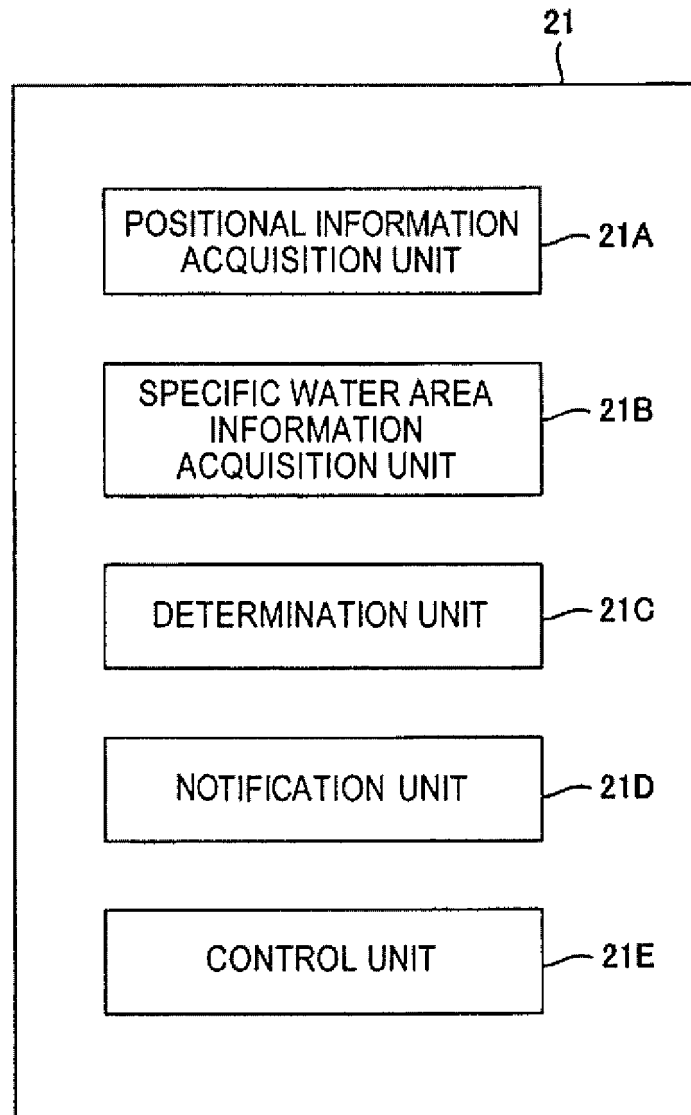 21
POSITIONAL INFORMATION
ACQUISITION UNIT
21A
SPECIFIC WATER AREA
INFORMATION
ACQUISITION UNIT
21B
DETERMINATION UNIT
21C
NOTIFICATION UNIT
21D
CONTROL UNIT
21E